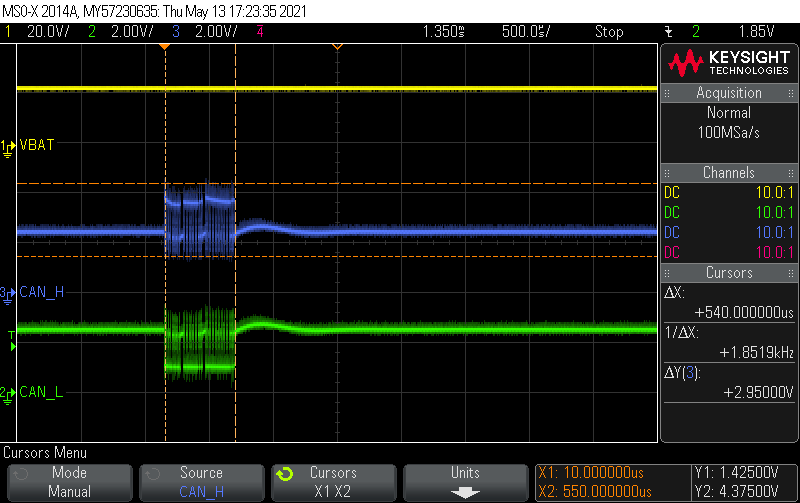 MSO-X 2014A, MY57230635: Thu May 13 17:23:35 2021
1 20.0V/ 2 2.00V/ 3 2.00V/ 4 1.350ms 500.0us/ Stop 2 1.85V
KEYSIGHT
TECHNOLOGIES
Acquisition
Normal
100MSa/s
Channels
DC 10.0:1
DC 10.0:1
DC 10.0:1
DC 10.0:1
Cursors
ΔX:
+540.000000us
1/ΔX:
+1.8519kHz
ΔY(3):
+2.95000V
1 VBAT
3 CAN_H
T
2 CAN_L
Cursors Menu
Mode
Manual
Source
CAN_H
Cursors
X1 X2
Units
X1: 10.000000us
X2: 550.000000us
Y1: 1.42500V
Y2: 4.37500V